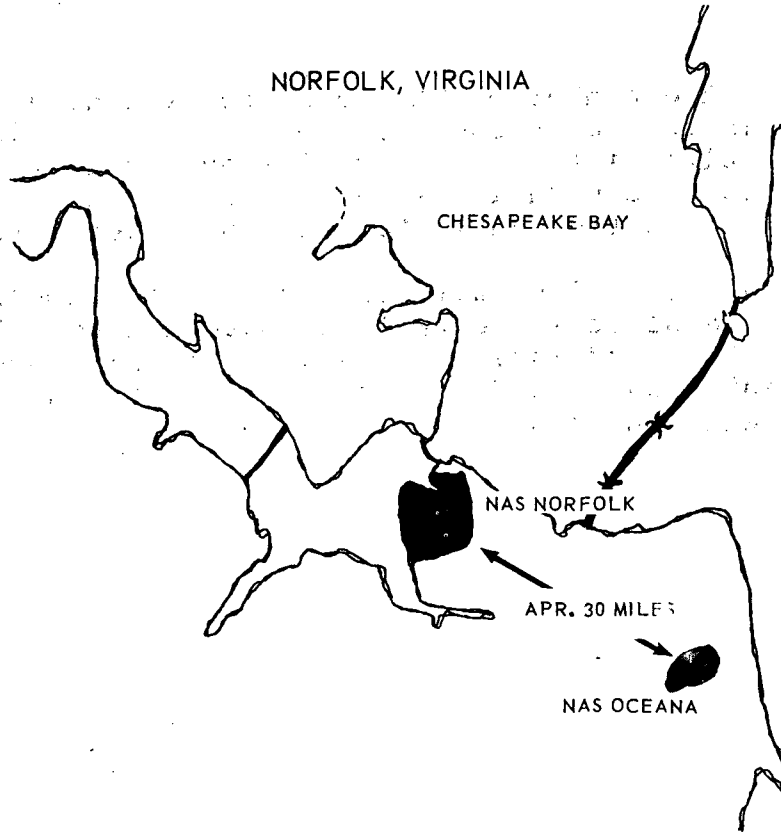 NORFOLK, VIRGINIA
CHESAPEAKE BAY
NAS NORFOLK
APR. 30 MILES
NAS OCEANA